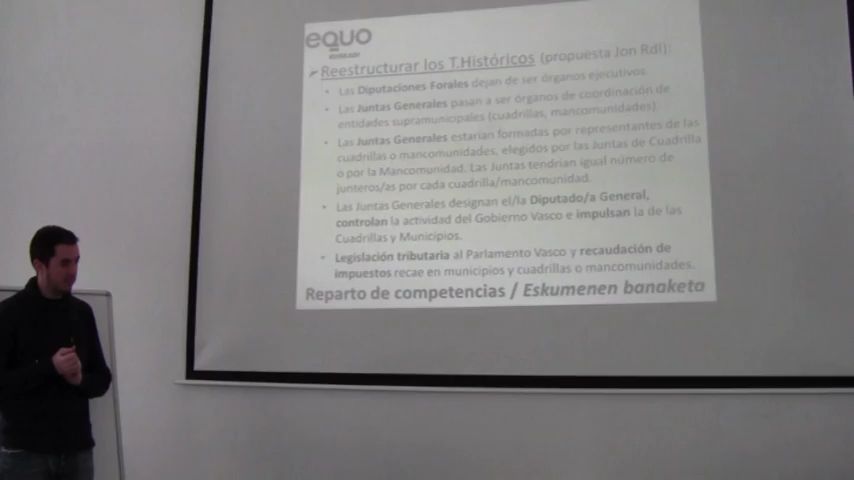 equo
EUSKADI
Reestructurar los T.Históricos (propuesta Jon Rdl):
• Las Diputaciones Forales dejan de ser órganos ejecutivos.
• Las Juntas Generales pasan a ser órganos de coordinación de
entidades supramunicipales (cuadrillas, mancomunidades).
• Las Juntas Generales estarían formadas por representantes de las
cuadrillas o mancomunidades, elegidos por las Juntas de Cuadrilla
o por la Mancomunidad. Las Juntas tendrían igual número de
junteros/as por cada cuadrilla/mancomunidad.
• Las Juntas Generales designan el/la Diputado/a General,
controlan la actividad del Gobierno Vasco e impulsan la de las
Cuadrillas y Municipios.
• Legislación tributaria al Parlamento Vasco y recaudación de
impuestos recae en municipios y cuadrillas o mancomunidades.
Reparto de competencias / Eskumenen banaketa